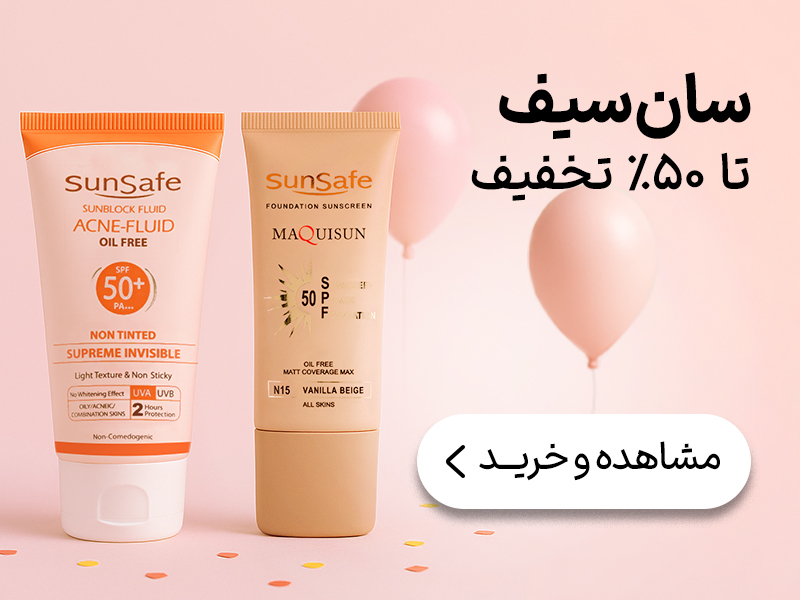 سان‌سیف
تا ۵۰٪ تخفیف
مشاهده و خریــد
SunSafe
SUNBLOCK FLUID
ACNE-FLUID
OIL FREE
SPF
50+
PA+++
NON TINTED
SUPREME INVISIBLE
Light Texture & Non Sticky
No Whitening Effect UVA UVB
OILY/ACNEIC/
COMBINATION SKINS
2 Hours
Protection
Non-Comedogenic
SunSafe
FOUNDATION SUNSCREEN
MAQUISUN
50 SPF
OIL FREE
MATT COVERAGE MAX
N15 VANILLA BEIGE
ALL SKINS